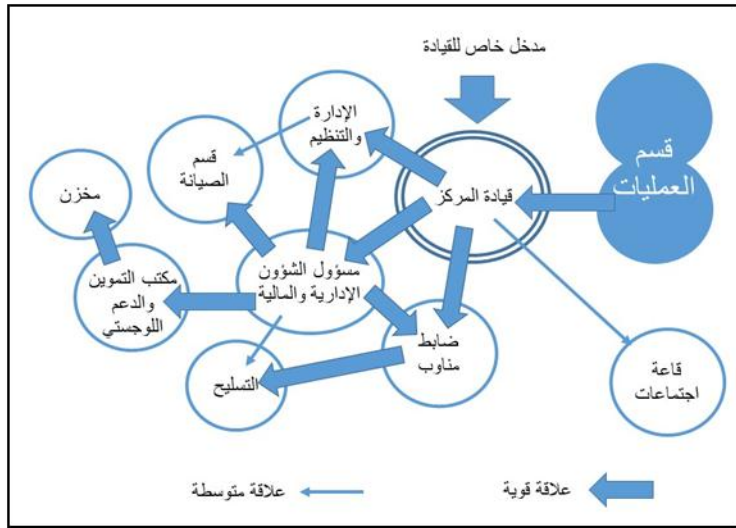 مدخل خاص للقيادة
الإدارة
والتنظيم
قسم
العمليات
قسم
الصيانة
قيادة المركز
مخزن
مسؤول الشؤون
الإدارية والمالية
مكتب التموين
والدعم
اللوجستي
ضابط
مناوب
قاعة
اجتماعات
التسليح
علاقة قوية
علاقة متوسطة